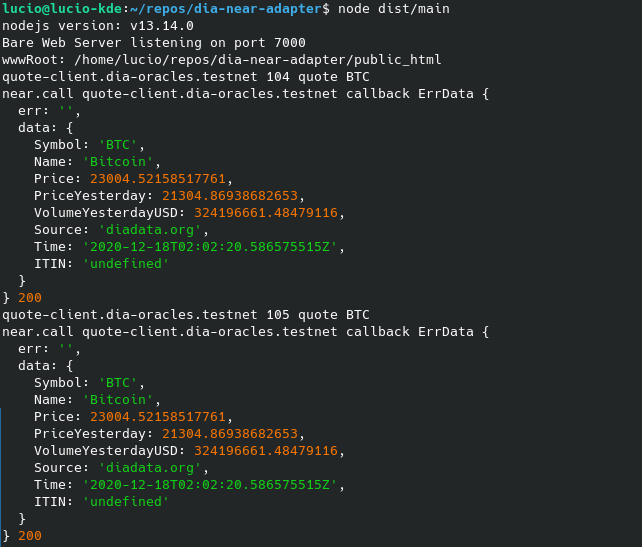 lucio@lucio-kde:~/repos/dia-near-adapter$ node dist/main
nodejs version: v13.14.0
Bare Web Server listening on port 7000
wwwRoot: /home/lucio/repos/dia-near-adapter/public_html
quote-client.dia-oracles.testnet 104 quote BTC
near.call quote-client.dia-oracles.testnet callback ErrData {
  err: '',
  data: {
    Symbol: 'BTC',
    Name: 'Bitcoin',
    Price: 23004.52158517761,
    PriceYesterday: 21304.86938682653,
    VolumeYesterdayUSD: 324196661.48479116,
    Source: 'diadata.org',
    Time: '2020-12-18T02:02:20.586575515Z',
    ITIN: 'undefined'
  }
} 200
quote-client.dia-oracles.testnet 105 quote BTC
near.call quote-client.dia-oracles.testnet callback ErrData {
  err: '',
  data: {
    Symbol: 'BTC',
    Name: 'Bitcoin',
    Price: 23004.52158517761,
    PriceYesterday: 21304.86938682653,
    VolumeYesterdayUSD: 324196661.48479116,
    Source: 'diadata.org',
    Time: '2020-12-18T02:02:20.586575515Z',
    ITIN: 'undefined'
  }
} 200